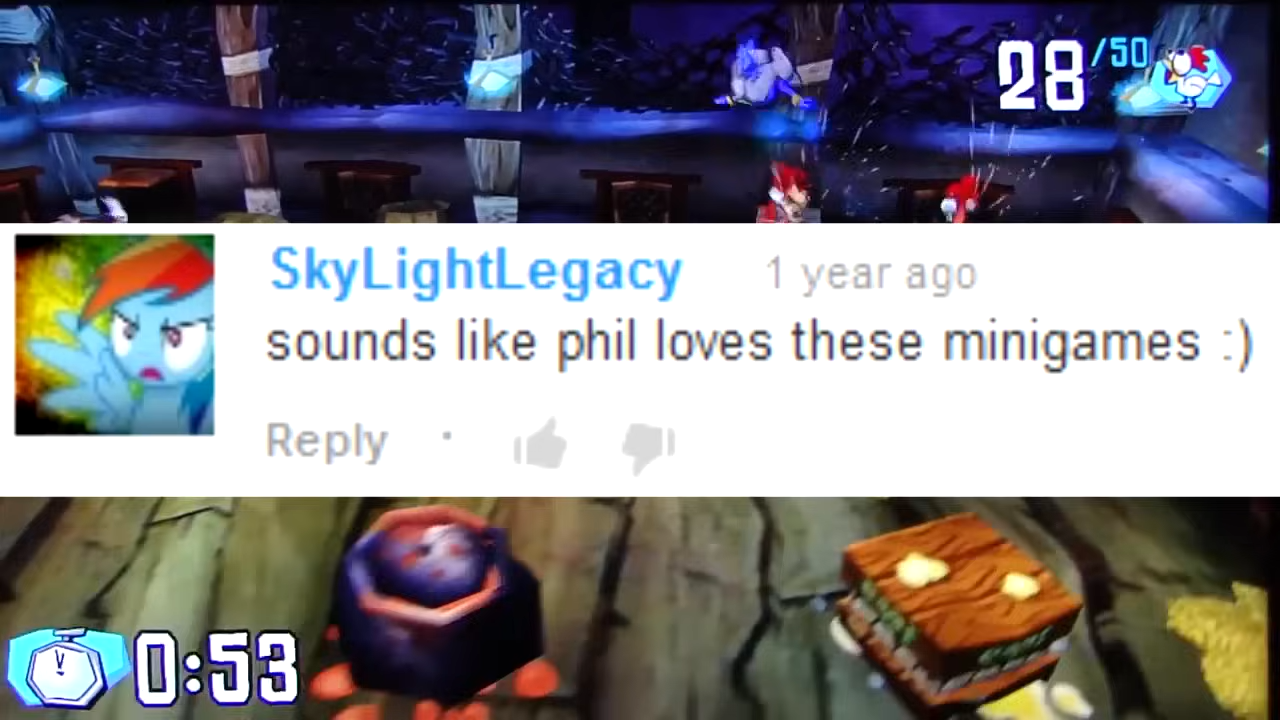 28/50
SkyLightLegacy 1 year ago
sounds like phil loves these minigames :)
Reply ·
0:53